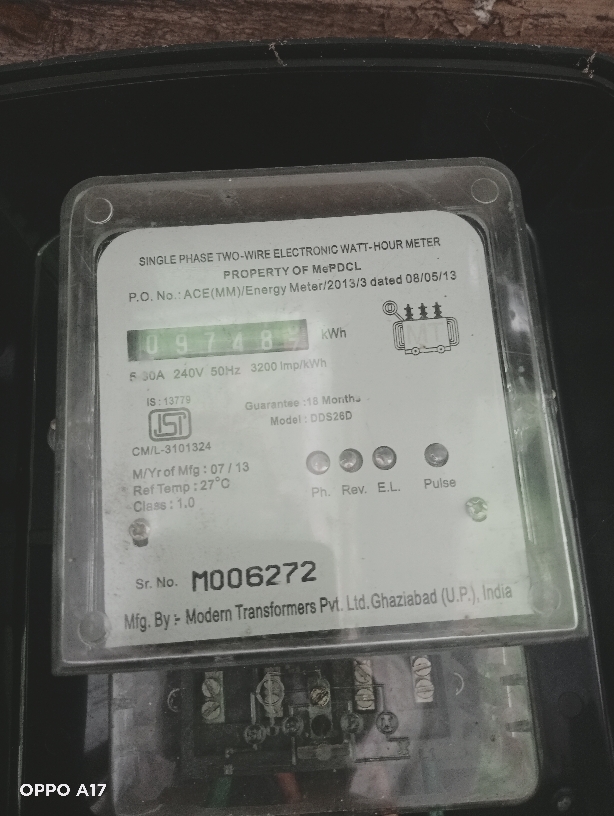 SINGLE PHASE TWO-WIRE ELECTRONIC WATT-HOUR METER
PROPERTY OF MePDCL
P.O. No.: ACE(MM)/Energy Meter/2013/3 dated 08/05/13
09748 kWh
5-30A 240V 50Hz 3200 Imp/kWh
IS : 13779
Guarantee :18 Months
ISI
Model : DDS26D
CM/L-3101324
M/Yr of Mfg : 07 / 13
Ref Temp : 27°C
Class : 1.0
Ph. Rev. E.L. Pulse
Sr. No. M006272
Mfg. By :- Modern Transformers Pvt. Ltd. Ghaziabad (U.P.), India
OPPO A17